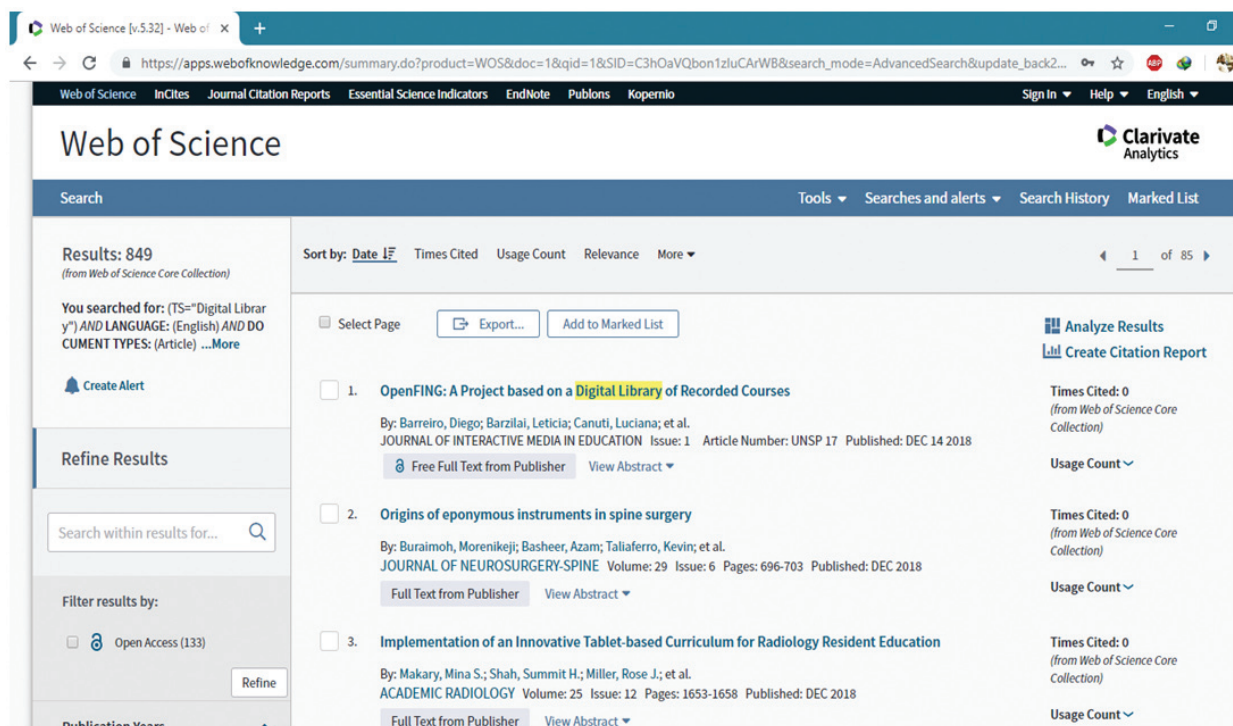 Web of Science [v.5.32] - Web of
https://apps.webofknowledge.com/summary.do?product=WOS&doc=1&qid=1&SID=C3hOaVQbon1zluCArWB&search_mode=AdvancedSearch&update_back2...
ABP
Web of Science InCites Journal Citation Reports Essential Science Indicators EndNote Publons Kopernio Sign In Help English
Web of Science
Clarivate
Analytics
Search Tools Searches and alerts Search History Marked List
Results: 849
(from Web of Science Core Collection)
You searched for: (TS="Digital Librar
y") AND LANGUAGE: (English) AND DO
CUMENT TYPES: (Article) ...More
Create Alert
Refine Results
Search within results for...
Filter results by:
Open Access (133)
Refine
Publication Years
Sort by: Date Times Cited Usage Count Relevance More
1 of 85
Select Page Export... Add to Marked List
Analyze Results
Create Citation Report
1. OpenFING: A Project based on a Digital Library of Recorded Courses
By: Barreiro, Diego; Barzilai, Leticia; Canuti, Luciana; et al.
JOURNAL OF INTERACTIVE MEDIA IN EDUCATION Issue: 1 Article Number: UNSP 17 Published: DEC 14 2018
Free Full Text from Publisher View Abstract
Times Cited: 0
(from Web of Science Core
Collection)
Usage Count
2. Origins of eponymous instruments in spine surgery
By: Buraimoh, Morenikeji; Basheer, Azam; Taliaferro, Kevin; et al.
JOURNAL OF NEUROSURGERY-SPINE Volume: 29 Issue: 6 Pages: 696-703 Published: DEC 2018
Full Text from Publisher View Abstract
Times Cited: 0
(from Web of Science Core
Collection)
Usage Count
3. Implementation of an Innovative Tablet-based Curriculum for Radiology Resident Education
By: Makary, Mina S.; Shah, Summit H.; Miller, Rose J.; et al.
ACADEMIC RADIOLOGY Volume: 25 Issue: 12 Pages: 1653-1658 Published: DEC 2018
Full Text from Publisher View Abstract
Times Cited: 0
(from Web of Science Core
Collection)
Usage Count